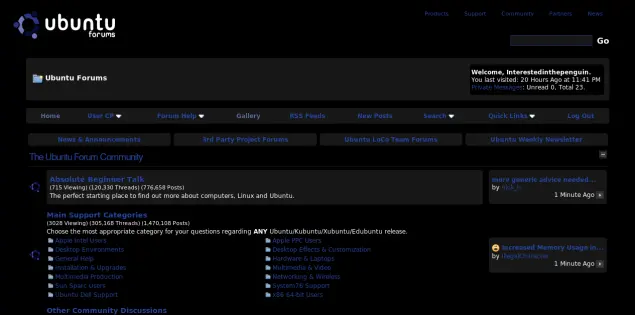 Products Support Community Partners News
ubuntu
forums
Go
Ubuntu Forums
Welcome, Interestedinthepenguin.
You last visited: 20 Hours Ago at 11:41 PM
Private Messages: Unread 0, Total 23.
Home User CP Forum Help Gallery RSS Feeds New Posts Search Quick Links Log Out
News & Announcements 3rd Party Project Forums Ubuntu LoCo Team Forums Ubuntu Weekly Newsletter
The Ubuntu Forum Community
Absolute Beginner Talk
(715 Viewing) (120,330 Threads) (776,658 Posts)
The perfect starting place to find out more about computers, Linux and Ubuntu.
more generic advice needed...
by
1 Minute Ago
Main Support Categories
(3028 Viewing) (305,168 Threads) (1,470,108 Posts)
Choose the most appropriate category for your questions regarding ANY Ubuntu/Kubuntu/Xubuntu/Edubuntu release.
Apple Intel Users Apple PPC Users
Desktop Environments Desktop Effects & Customization
General Help Hardware & Laptops
Installation & Upgrades Multimedia & Video
Multimedia Production Networking & Wireless
Sun Sparc Users System76 Support
Ubuntu Dell Support x86 64-bit Users
Increased Memory Usage in...
by
1 Minute Ago
Other Community Discussions